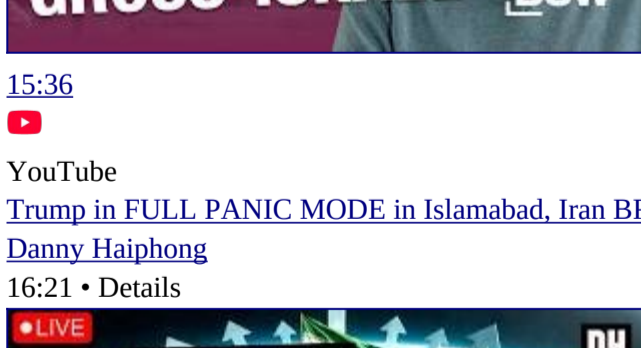 15:36
YouTube
Trump in FULL PANIC MODE in Islamabad, Iran
Danny Haiphong
16:21 • Details
LIVE